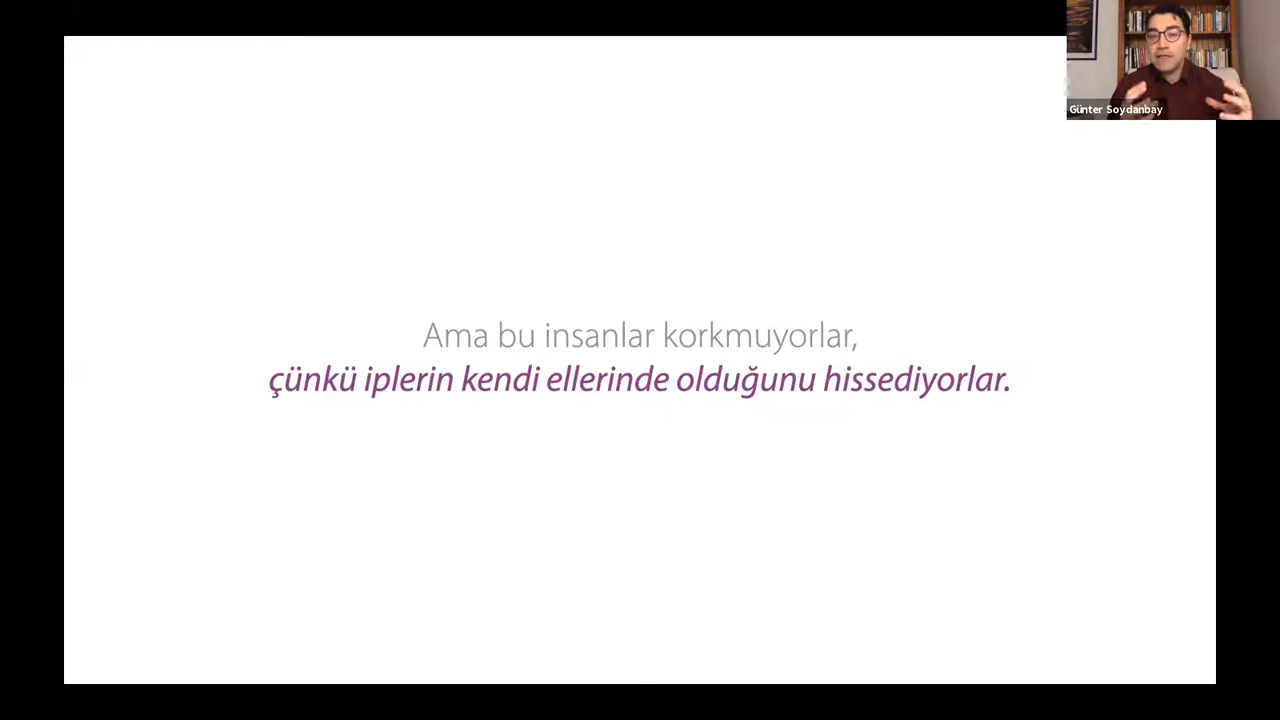 Günter Soydanbay
Ama bu insanlar korkmuyorlar,
çünkü iplerin kendi ellerinde olduğunu hissediyorlar.